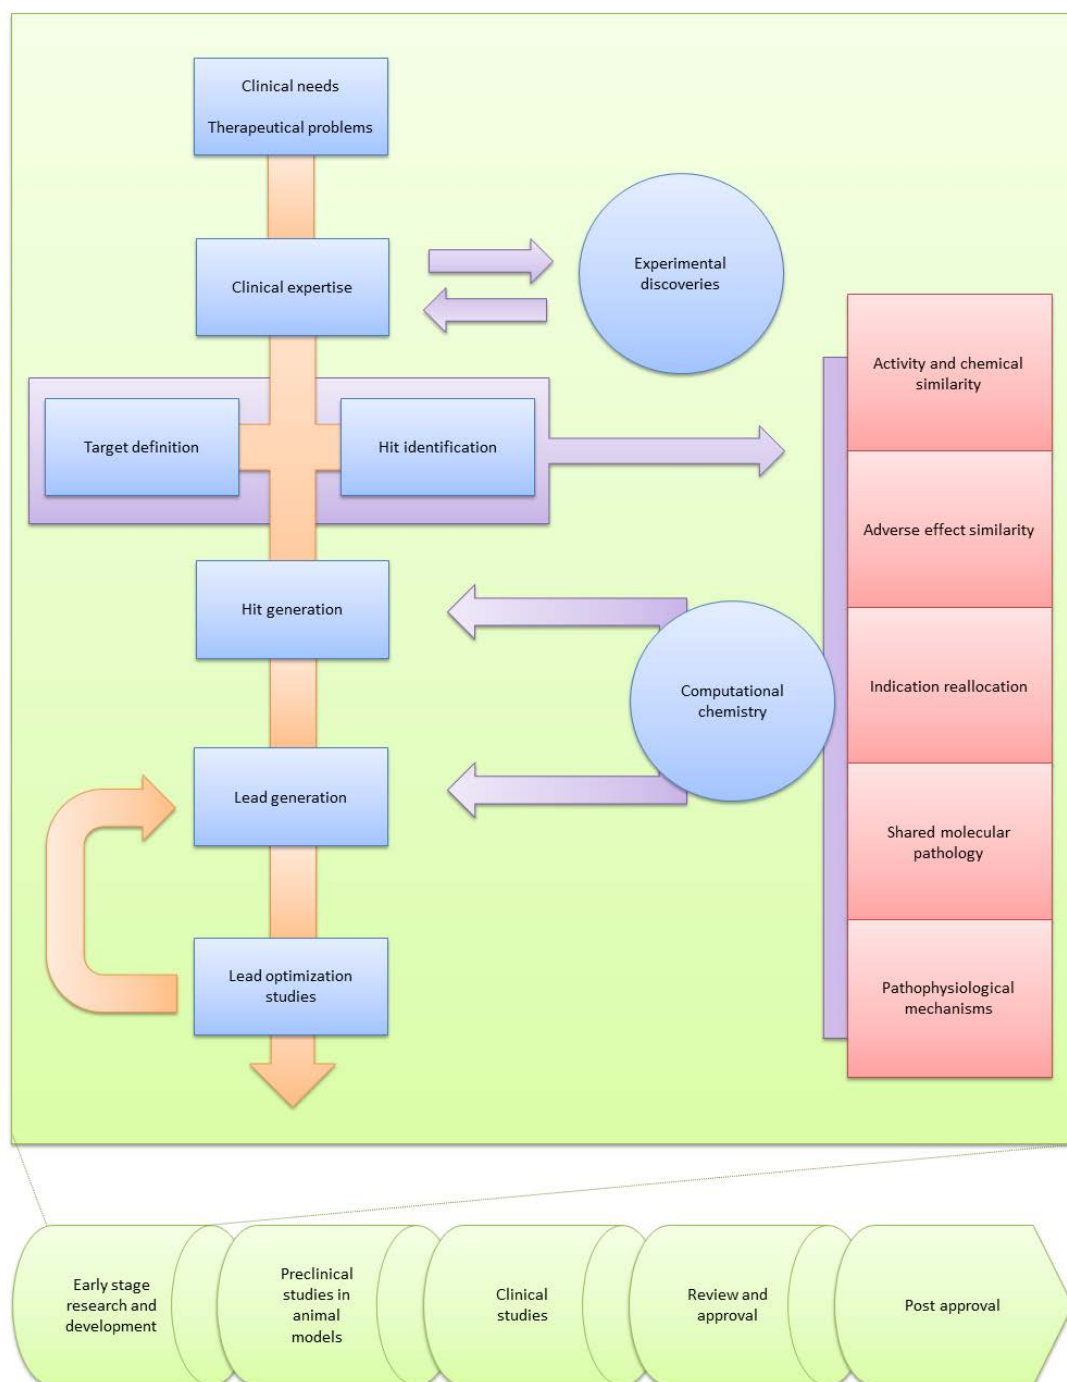 Clinical needs
Therapeutical problems
Clinical expertise
Experimental
discoveries
Activity and chemical
similarity
Target definition
Hit identification
Adverse effect similarity
Hit generation
Computational
chemistry
Indication reallocation
Lead generation
Shared molecular
pathology
Lead optimization
studies
Pathophysiological
mechanisms
Early stage
research and
development
Preclinical
studies in
animal
models
Clinical
studies
Review and
approval
Post approval